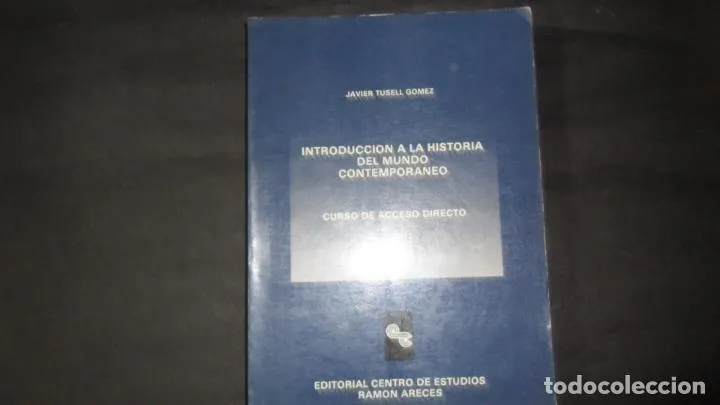 JAVIER TUSELL GOMEZ
INTRODUCCION A LA HISTORIA
DEL MUNDO
CONTEMPORANEO
CURSO DE ACCESO DIRECTO
EDITORIAL CENTRO DE ESTUDIOS
RAMON ARECES
todocoleccion